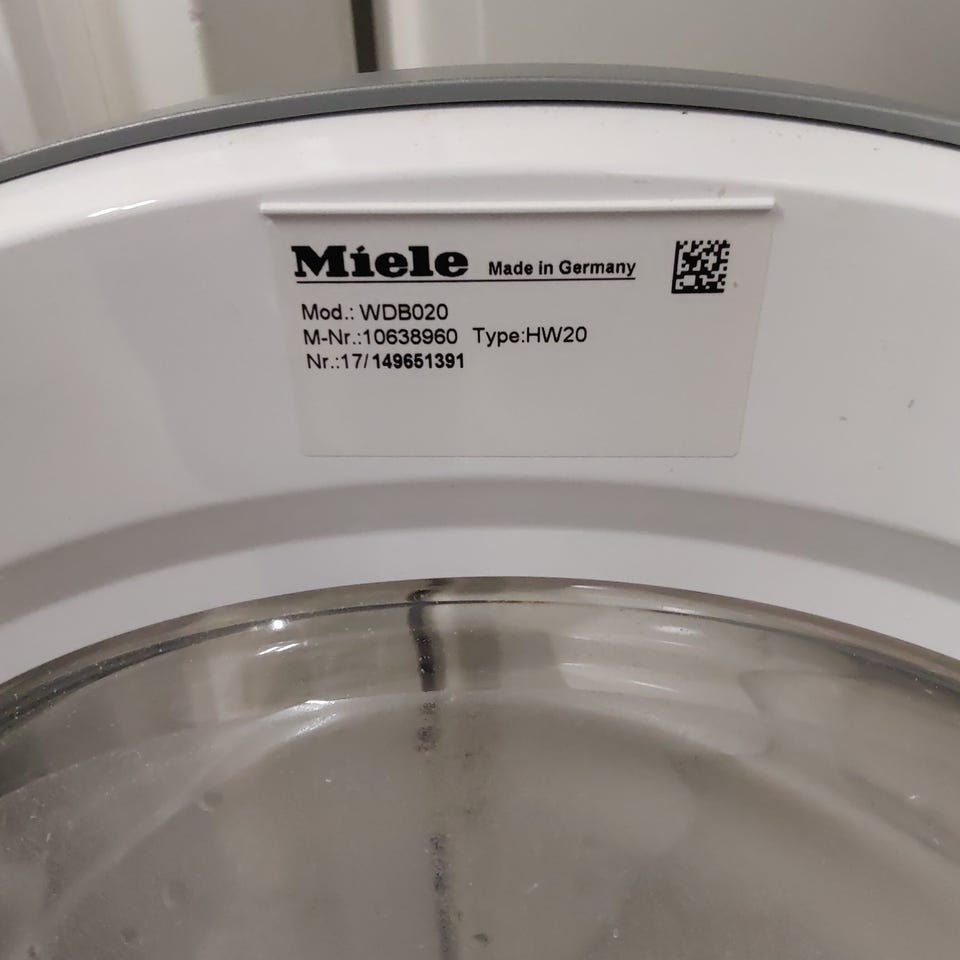 Miele Made in Germany
Mod.: WDB020
M-Nr.:10638960 Type:HW20
Nr.:17/149651391